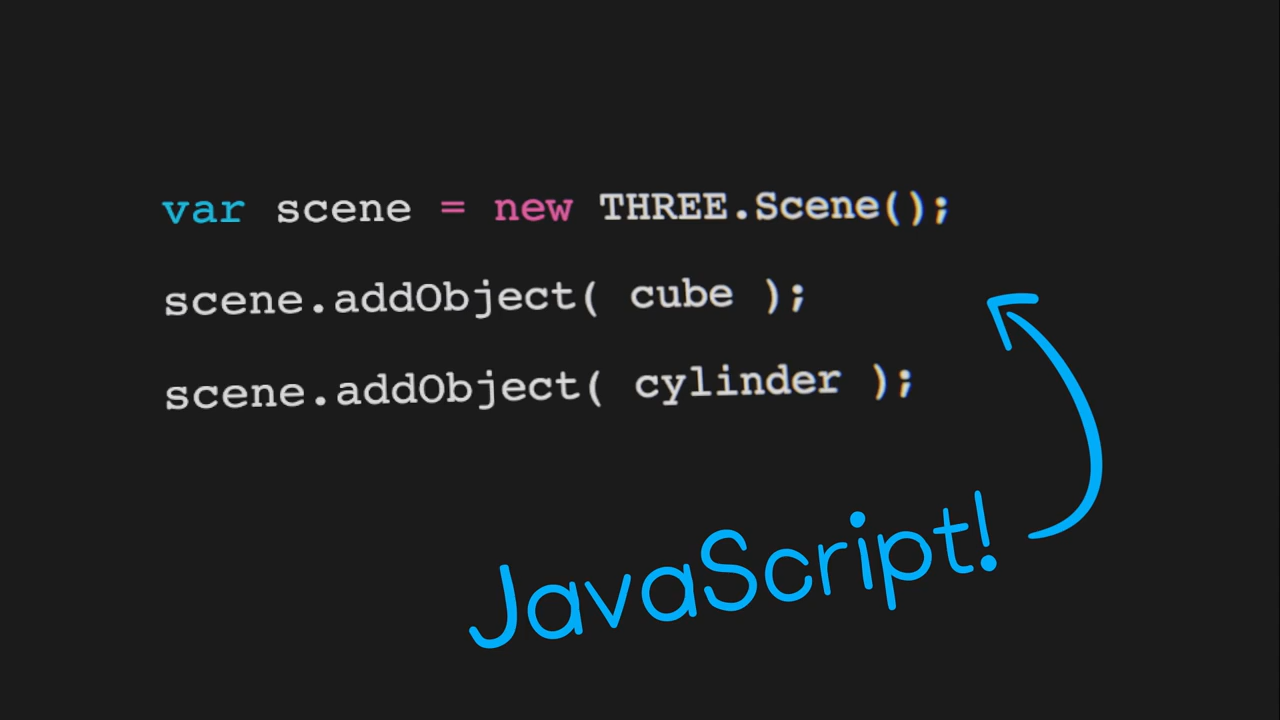 var scene = new THREE.Scene();
scene.addObject( cube );
scene.addObject( cylinder );
JavaScript!